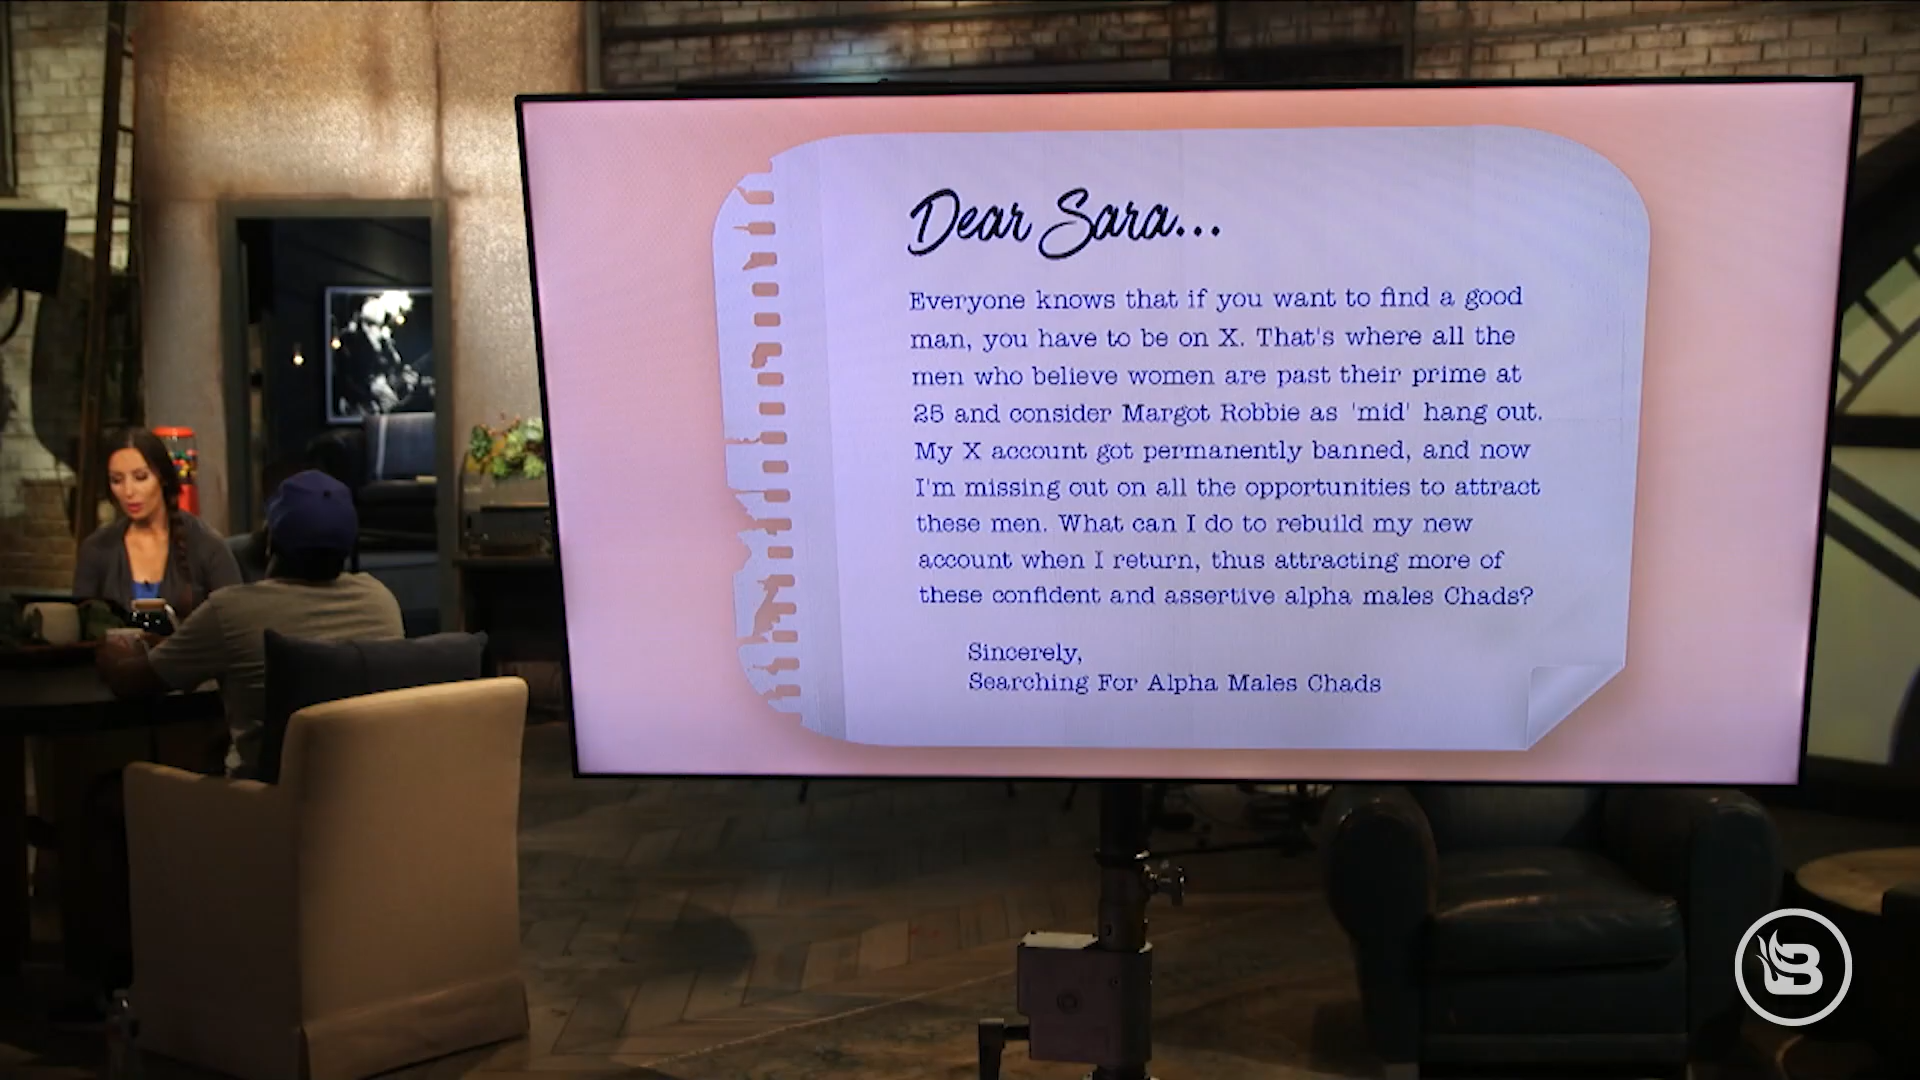 Dear Sara...
Everyone knows that if you want to find a good
man, you have to be on X. That's where all the
men who believe women are past their prime at
25 and consider Margot Robbie as 'mid' hang out.
My X account got permanently banned, and now
I'm missing out on all the opportunities to attract
these men. What can I do to rebuild my new
account when I return, thus attracting more of
these confident and assertive alpha males Chads?
Sincerely,
Searching For Alpha Males Chads
B